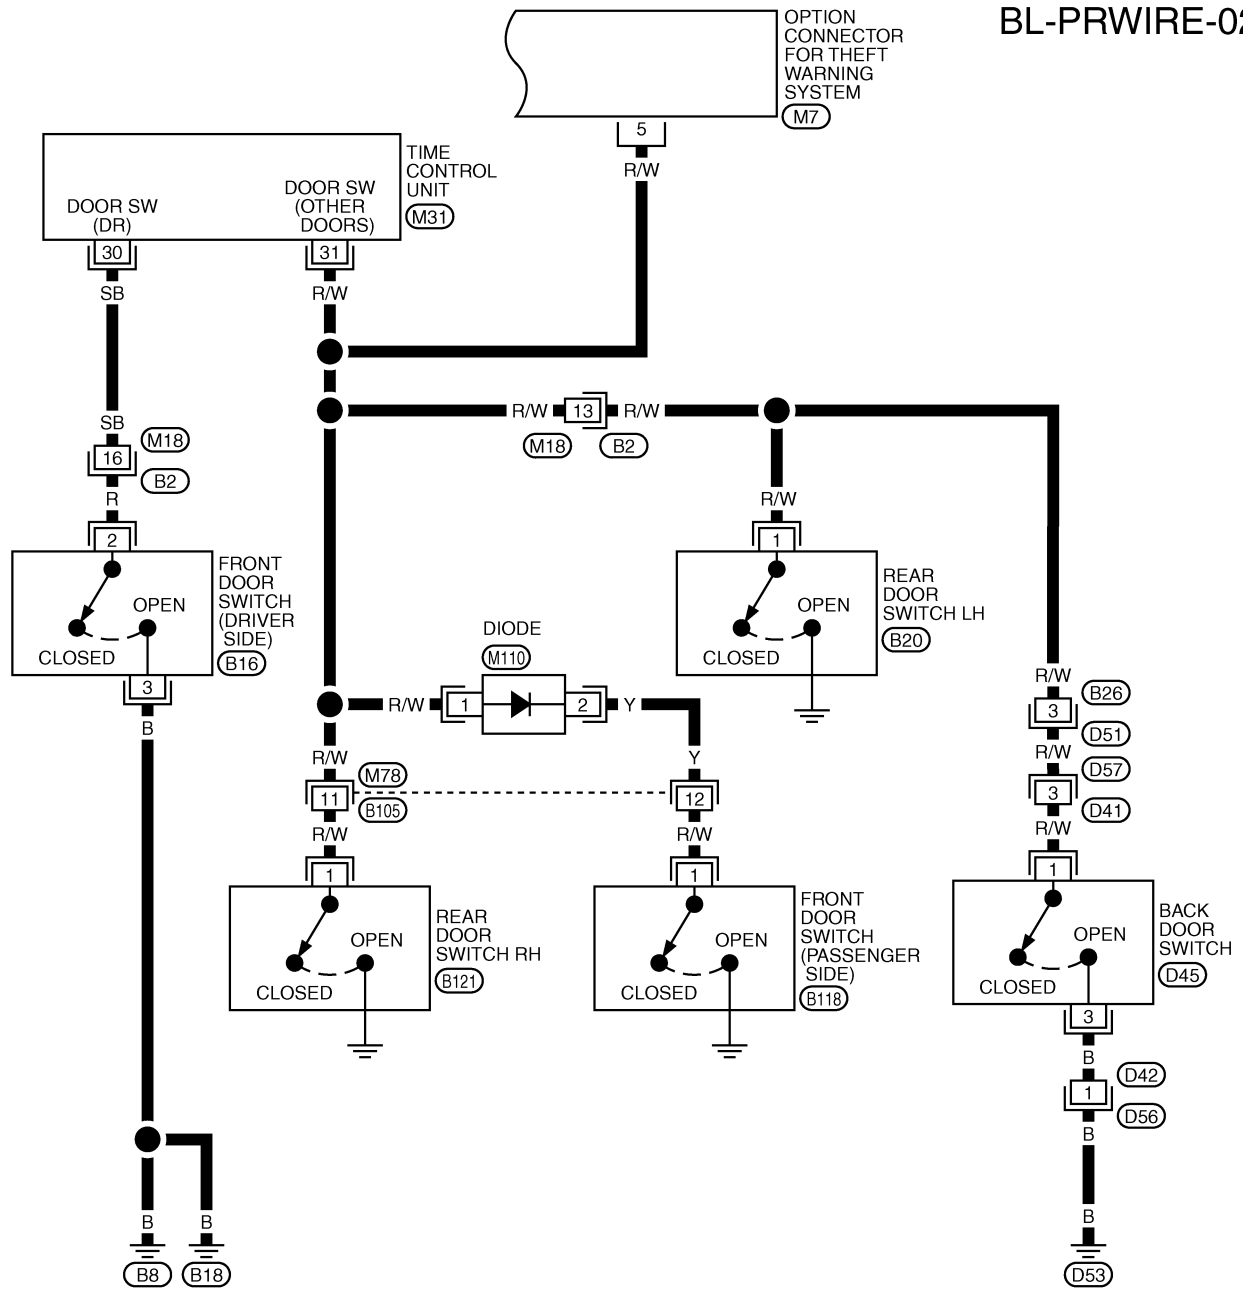 BL-PRWIRE-02
OPTION
CONNECTOR
FOR THEFT
WARNING
SYSTEM
M7
5
R/W
TIME
CONTROL
UNIT
M31
DOOR SW
(DR)
DOOR SW
(OTHER
DOORS)
30
31
SB
R/W
SB
M18
16
B2
R
2
R/W
13
R/W
M18
B2
R/W
1
FRONT
DOOR
SWITCH
(DRIVER
SIDE)
B16
OPEN
CLOSED
3
B
REAR
DOOR
SWITCH LH
B20
OPEN
CLOSED
DIODE
M110
R/W
1
2
Y
Y
R/W
B26
3
D51
R/W
D57
3
D41
R/W
1
R/W
M78
11
B105
12
R/W
R/W
1
1
REAR
DOOR
SWITCH RH
B121
OPEN
CLOSED
FRONT
DOOR
SWITCH
(PASSENGER
SIDE)
B118
OPEN
CLOSED
BACK
DOOR
SWITCH
D45
OPEN
CLOSED
3
B
D42
1
D56
B
B
B
B
B8
B18
D53